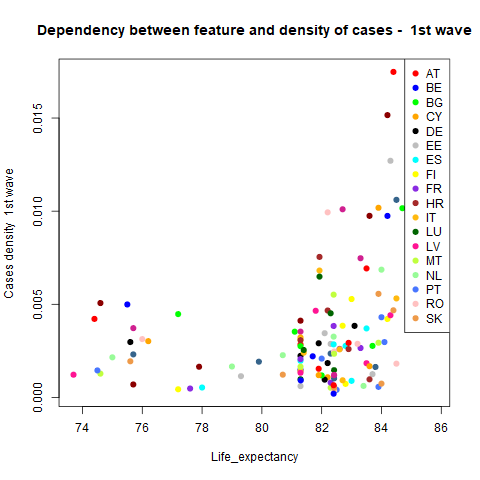 Dependency between feature and density of cases - 1st wave
Cases density 1st wave
0.015
0.010
0.005
0.000
74
76
78
80
82
84
86
Life_expectancy
AT
BE
BG
CY
DE
EE
ES
FI
FR
HR
IT
LU
LV
MT
NL
PT
RO
SK